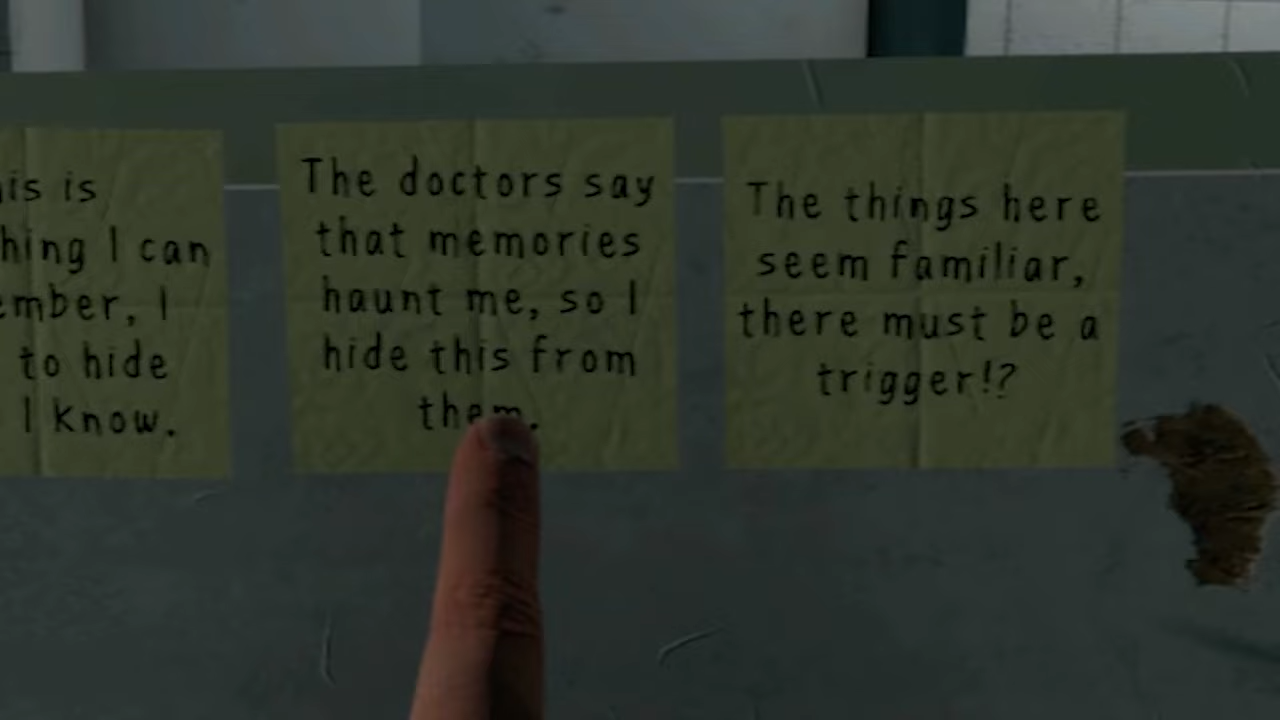 is is
hing I can
ember, I
to hide
I know.
The doctors say
that memories
haunt me, so I
hide this from
them.
The things here
seem familiar,
there must be a
trigger!?